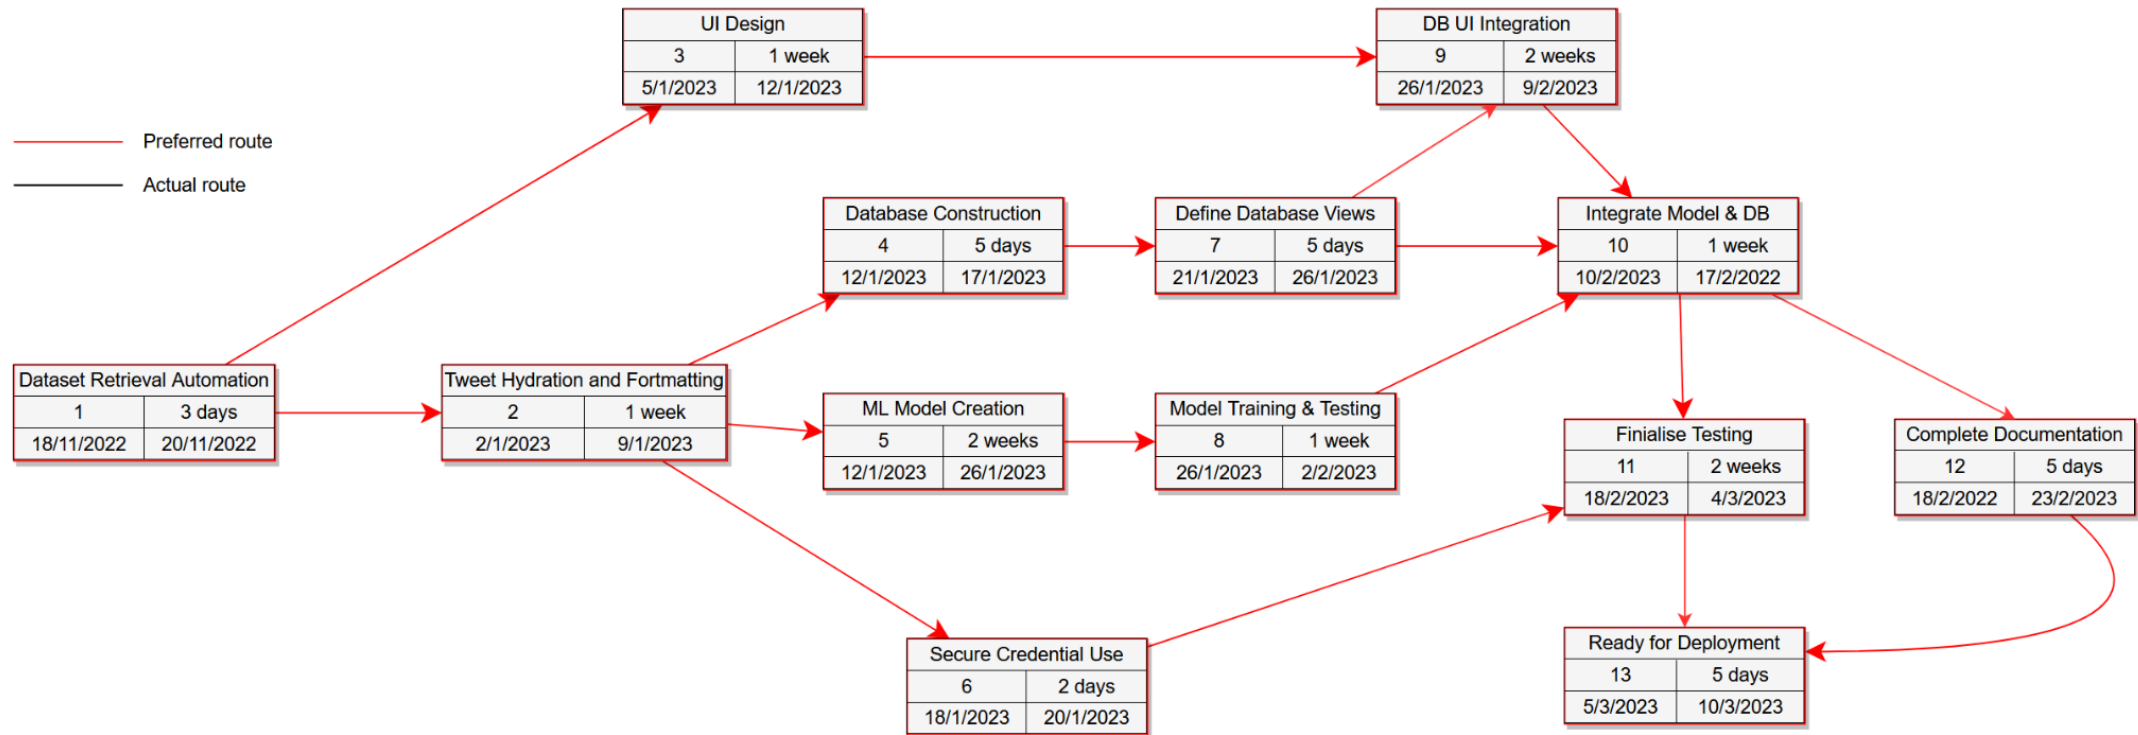 UI Design
3 1 week
5/1/2023 12/1/2023
DB UI Integration
9 2 weeks
26/1/2023 9/2/2023
Preferred route
Actual route
Database Construction
4 5 days
12/1/2023 17/1/2023
Define Database Views
7 5 days
21/1/2023 26/1/2023
Integrate Model & DB
10 1 week
10/2/2023 17/2/2022
Dataset Retrieval Automation
1 3 days
18/11/2022 20/11/2022
Tweet Hydration and Fortmatting
2 1 week
2/1/2023 9/1/2023
ML Model Creation
5 2 weeks
12/1/2023 26/1/2023
Model Training & Testing
8 1 week
26/1/2023 2/2/2023
Finialise Testing
11 2 weeks
18/2/2023 4/3/2023
Complete Documentation
12 5 days
18/2/2022 23/2/2023
Secure Credential Use
6 2 days
18/1/2023 20/1/2023
Ready for Deployment
13 5 days
5/3/2023 10/3/2023